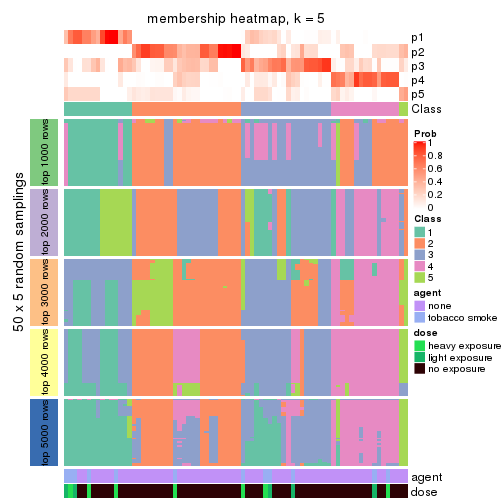 membership heatmap, k = 5
p1
p2
p3
p4
p5
Class
50 x 5 random samplings
top 1000 rows
top 2000 rows
top 3000 rows
top 4000 rows
top 5000 rows
agent
dose
Prob
1
0.8
0.6
0.4
0.2
0
Class
1
2
3
4
5
agent
none
tobacco smoke
dose
heavy exposure
light exposure
no exposure